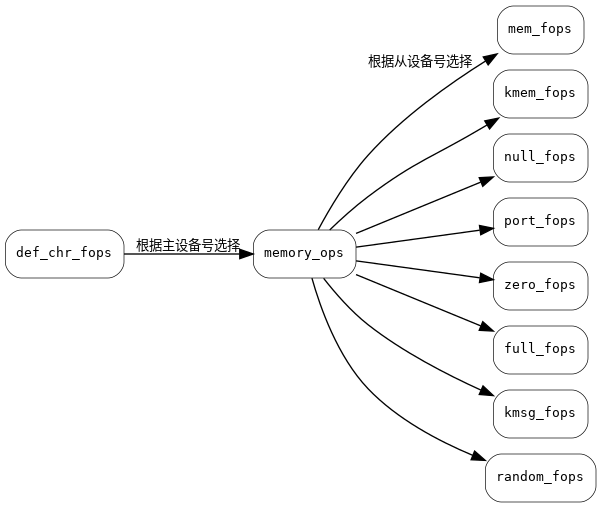 mem_fops
根据从设备号选择
kmem_fops
null_fops
port_fops
def_chr_fops
根据主设备号选择
memory_ops
zero_fops
full_fops
kmsg_fops
random_fops